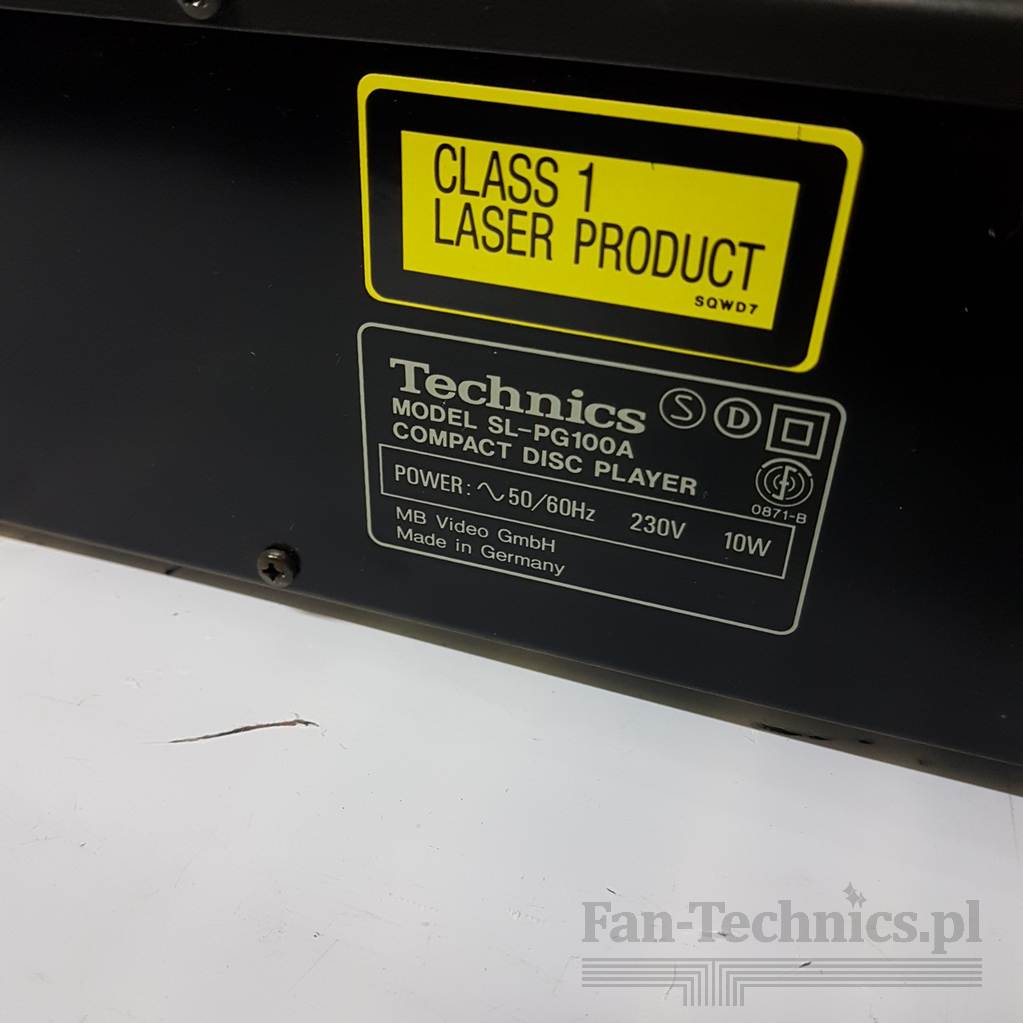 CLASS 1
LASER PRODUCT
SQWD7
Technics S D
MODEL SL-PG100A
COMPACT DISC PLAYER
0871-B
POWER: ∿ 50/60Hz 230V 10W
MB Video GmbH
Made in Germany
Fan-Technics.pl